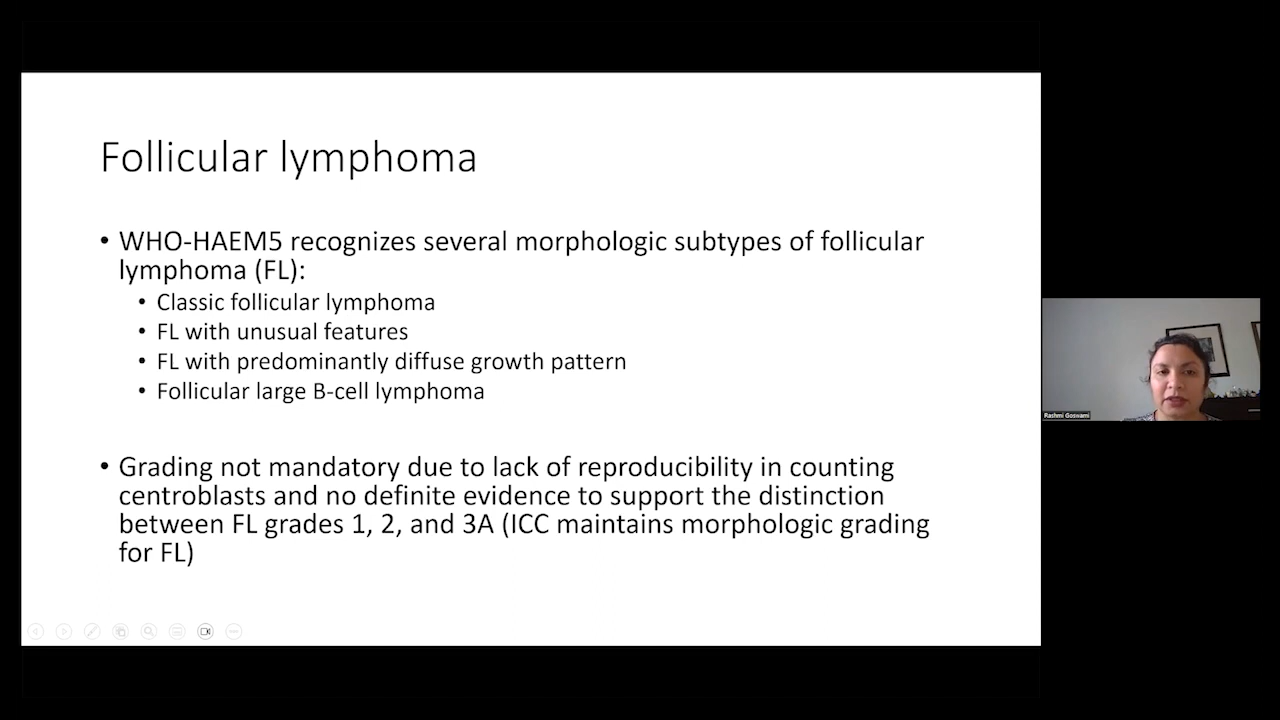 Follicular lymphoma
• WHO-HAEM5 recognizes several morphologic subtypes of follicular
lymphoma (FL):
• Classic follicular lymphoma
• FL with unusual features
• FL with predominantly diffuse growth pattern
• Follicular large B-cell lymphoma
• Grading not mandatory due to lack of reproducibility in counting
centroblasts and no definite evidence to support the distinction
between FL grades 1, 2, and 3A (ICC maintains morphologic grading
for FL)
Rashmi Goswami